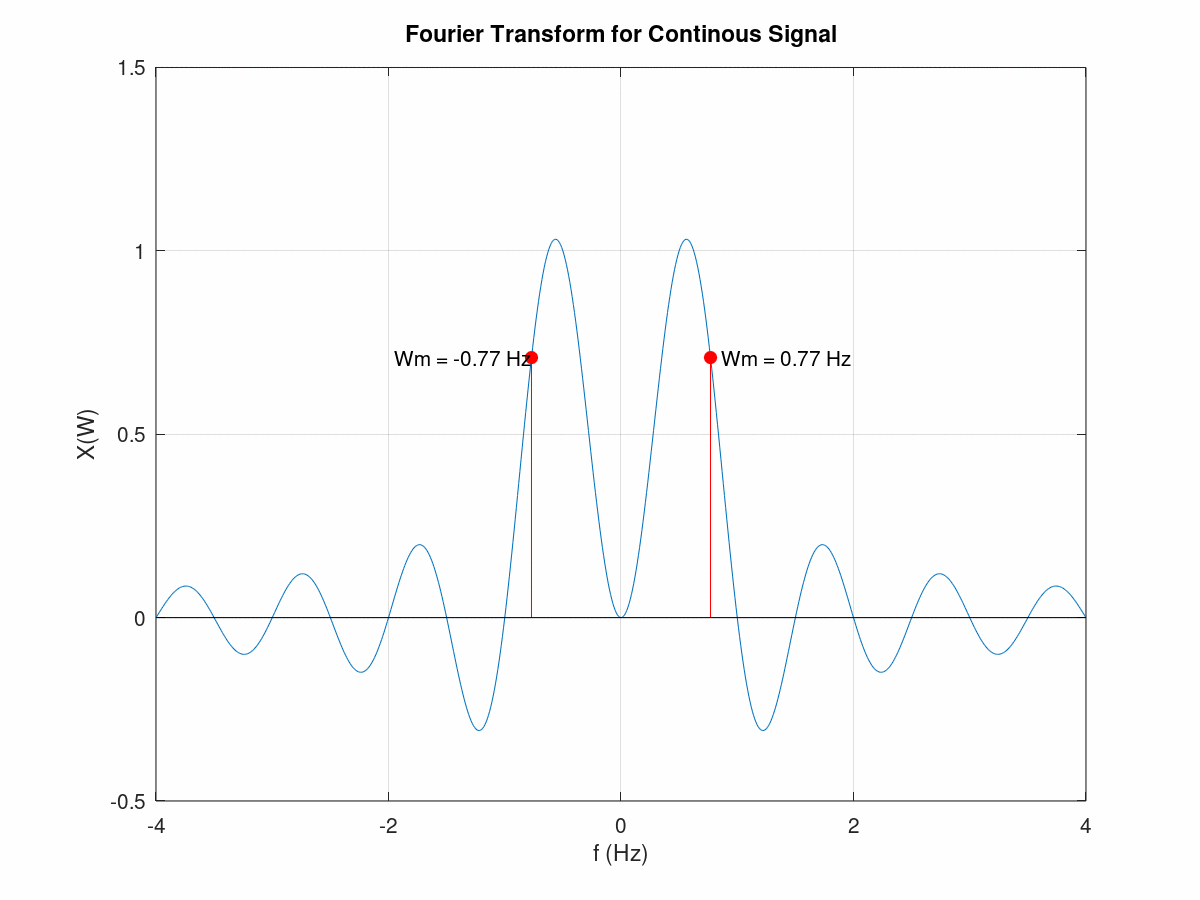 Fourier Transform for Continous Signal
1.5
1
0.5
0
-0.5
X(W)
Wm = -0.77 Hz
Wm = 0.77 Hz
-4
-2
0
2
4
f (Hz)